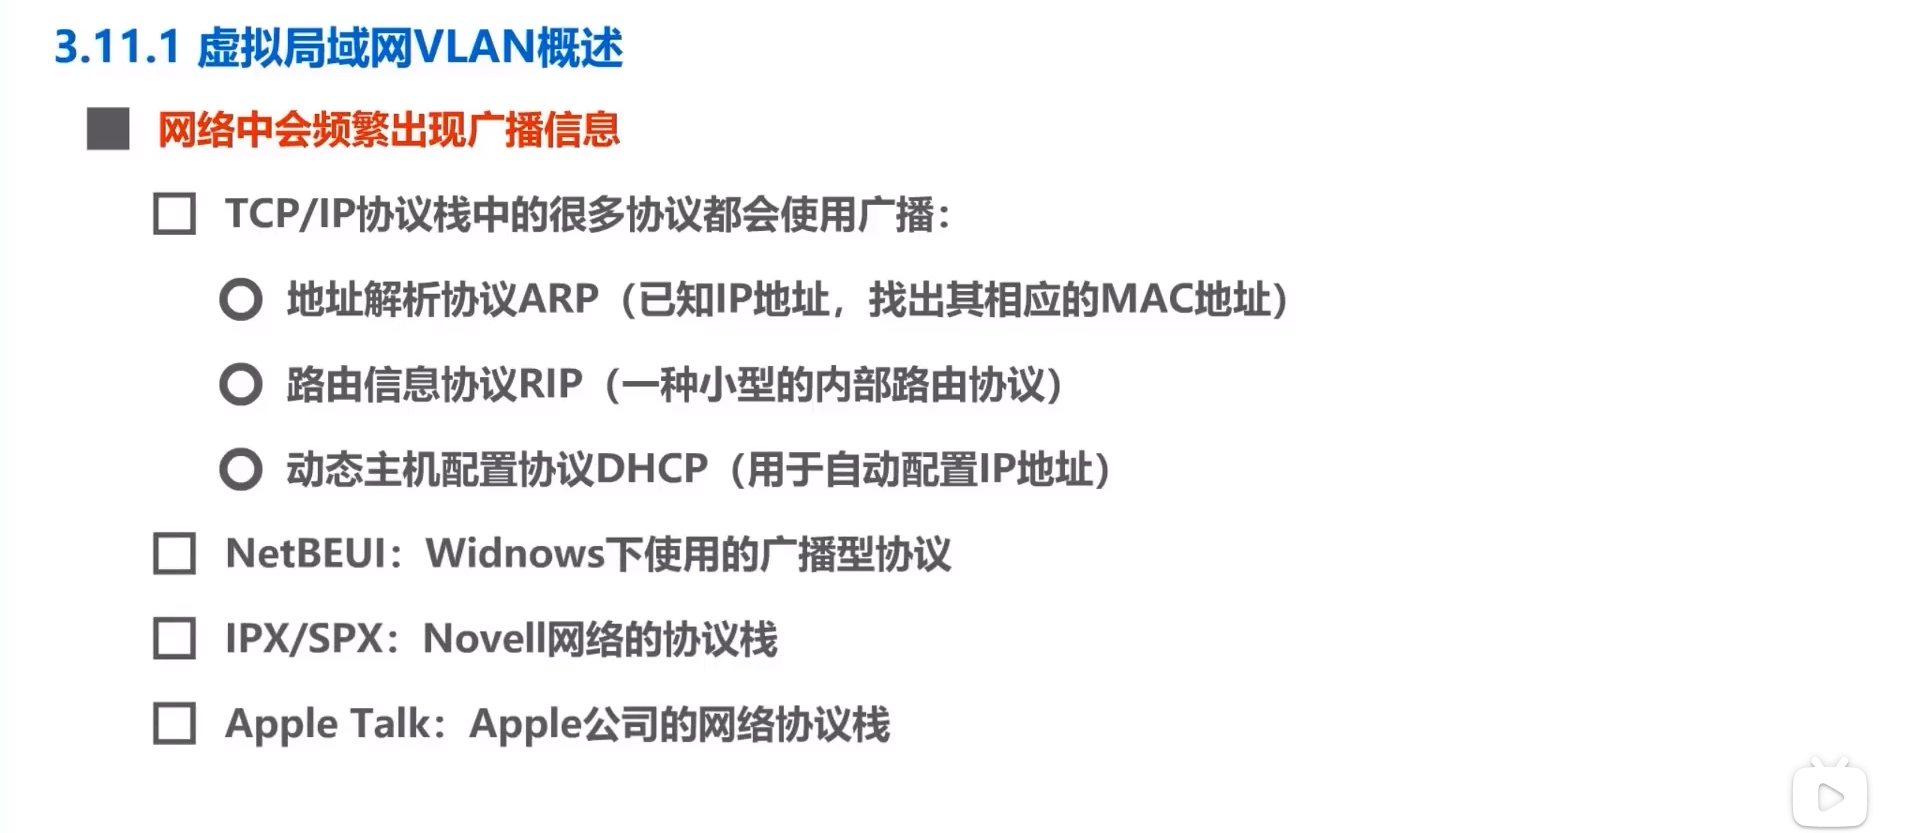 3.11.1 虚拟局域网VLAN概述
网络中会频繁出现广播信息
TCP/IP协议栈中的很多协议都会使用广播：
地址解析协议ARP（已知IP地址，找出其相应的MAC地址）
路由信息协议RIP（一种小型的内部路由协议）
动态主机配置协议DHCP（用于自动配置IP地址）
NetBEUI：Widnows下使用的广播型协议
IPX/SPX：Novell网络的协议栈
Apple Talk：Apple公司的网络协议栈